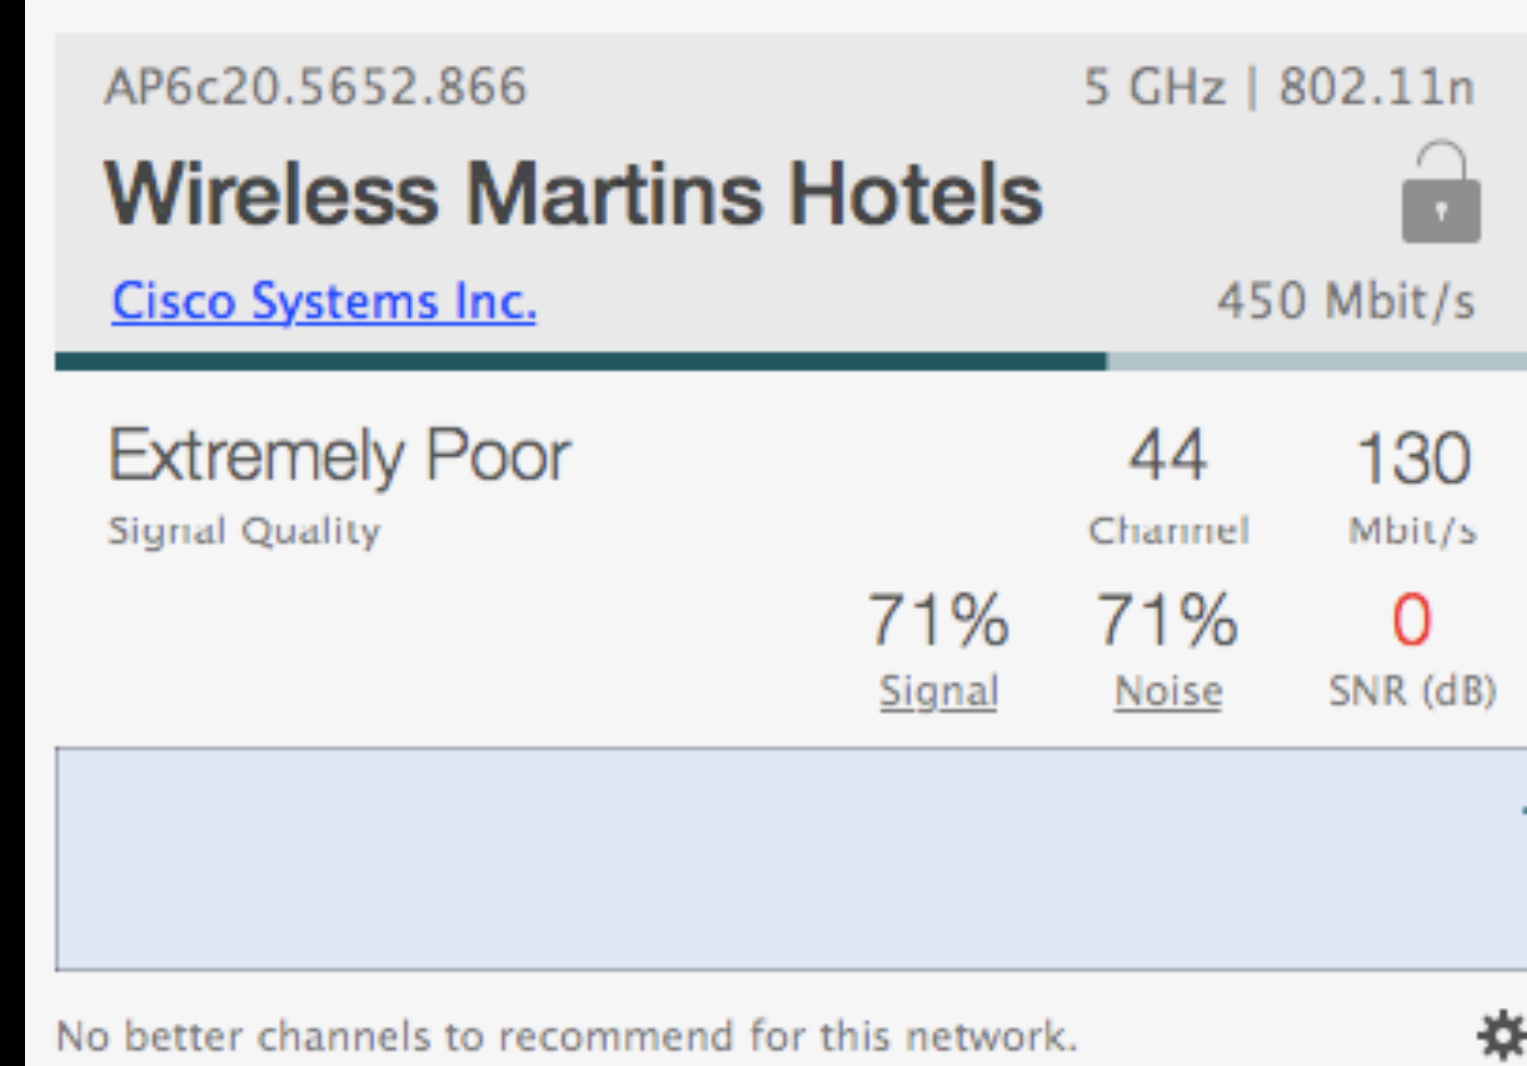 AP6c20.5652.866 5 GHz | 802.11n
Wireless Martins Hotels
Cisco Systems Inc. 450 Mbit/s
Extremely Poor 44 130
Signal Quality Channel Mbit/s
71% 71% 0
Signal Noise SNR (dB)
No better channels to recommend for this network.